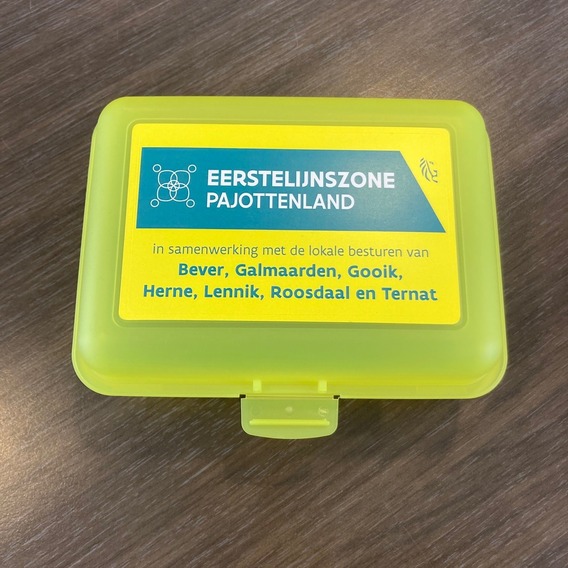 EERSTELIJNSZONE
PAJOTTENLAND
in samenwerking met de lokale besturen van
Bever, Galmaarden, Gooik,
Herne, Lennik, Roosdaal en Ternat